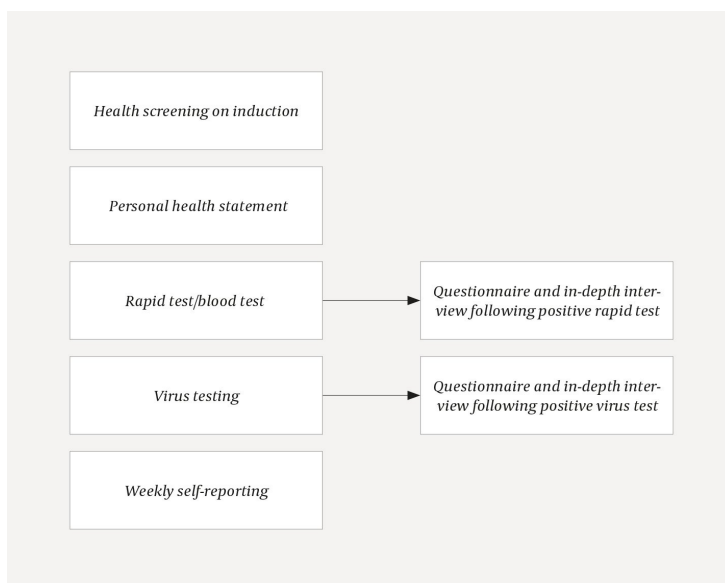 Health screening on induction
Personal health statement
Rapid test/blood test
Questionnaire and in-depth inter-
view following positive rapid test
Virus testing
Questionnaire and in-depth inter-
view following positive virus test
Weekly self-reporting